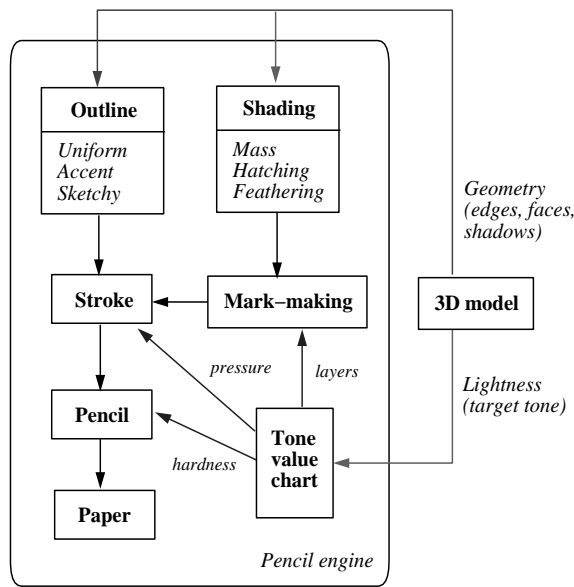 Outline
Uniform
Accent
Sketchy
Shading
Mass
Hatching
Feathering
Geometry
(edges, faces,
shadows)
Stroke
Mark−making
3D model
pressure
layers
Lightness
(target tone)
Pencil
hardness
Tone
value
chart
Paper
Pencil engine